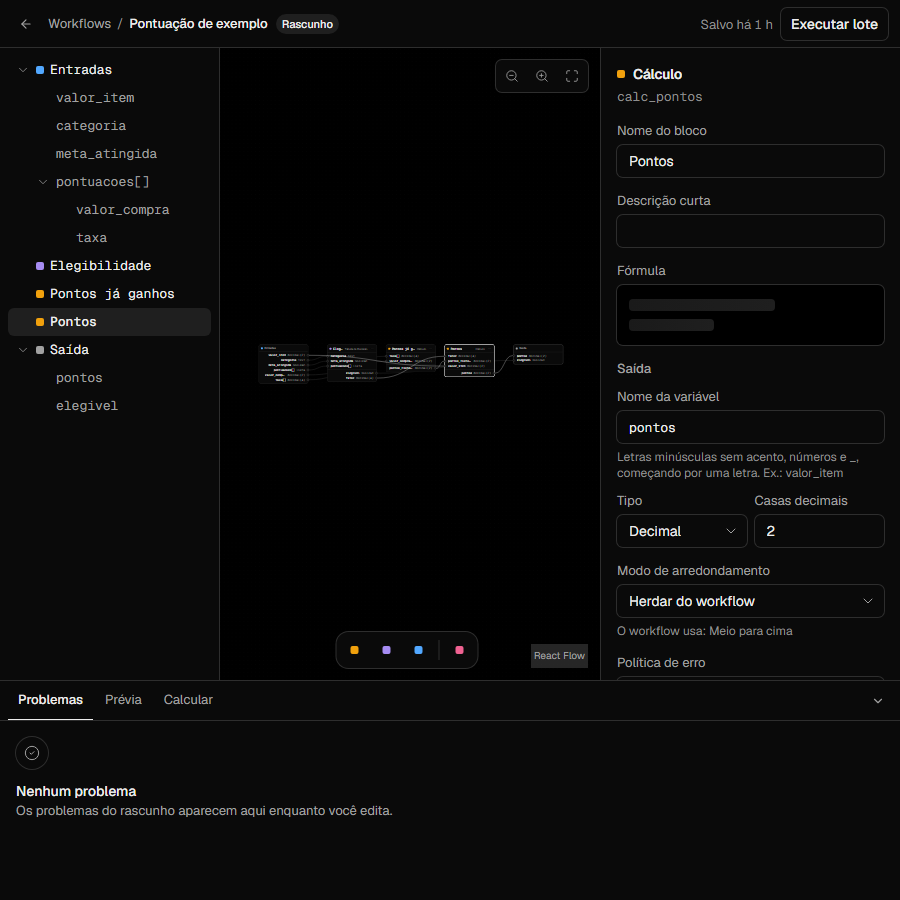 Workflows / Pontuação de exemplo Rascunho
Salvo há 1 h
Executar lote
Entradas
valor_item
categoria
meta_atingida
pontuacoes[]
valor_compra
taxa
Elegibilidade
Pontos já ganhos
Pontos
Saída
pontos
elegivel
React Flow
Cálculo
calc_pontos
Nome do bloco
Pontos
Descrição curta
Fórmula
Saída
Nome da variável
pontos
Letras minúsculas sem acento, números e _,
começando por uma letra. Ex.: valor_item
Tipo Casas decimais
Decimal 2
Modo de arredondamento
Herdar do workflow
O workflow usa: Meio para cima
Política de erro
Problemas Prévia Calcular
Nenhum problema
Os problemas do rascunho aparecem aqui enquanto você edita.